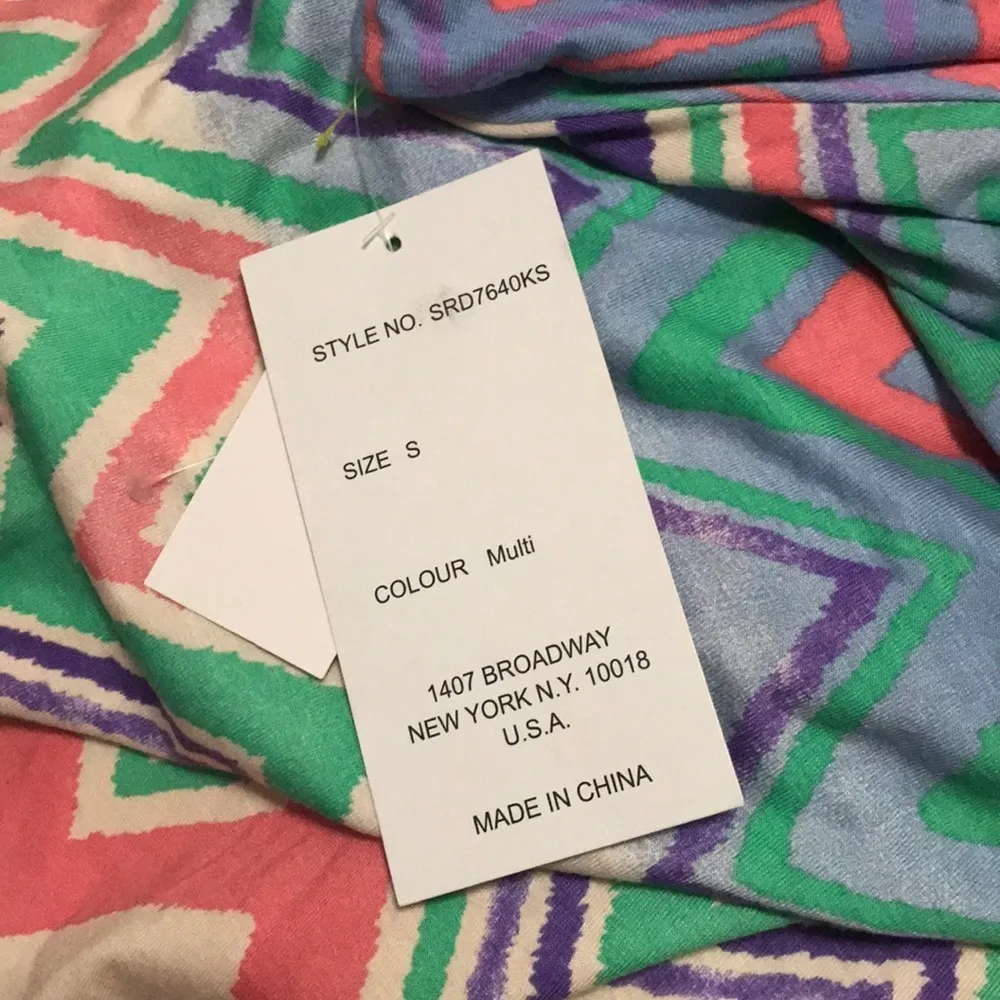 STYLE NO. SRD7640KS
SIZE S
COLOUR Multi
1407 BROADWAY
NEW YORK N.Y. 10018
U.S.A.
MADE IN CHINA